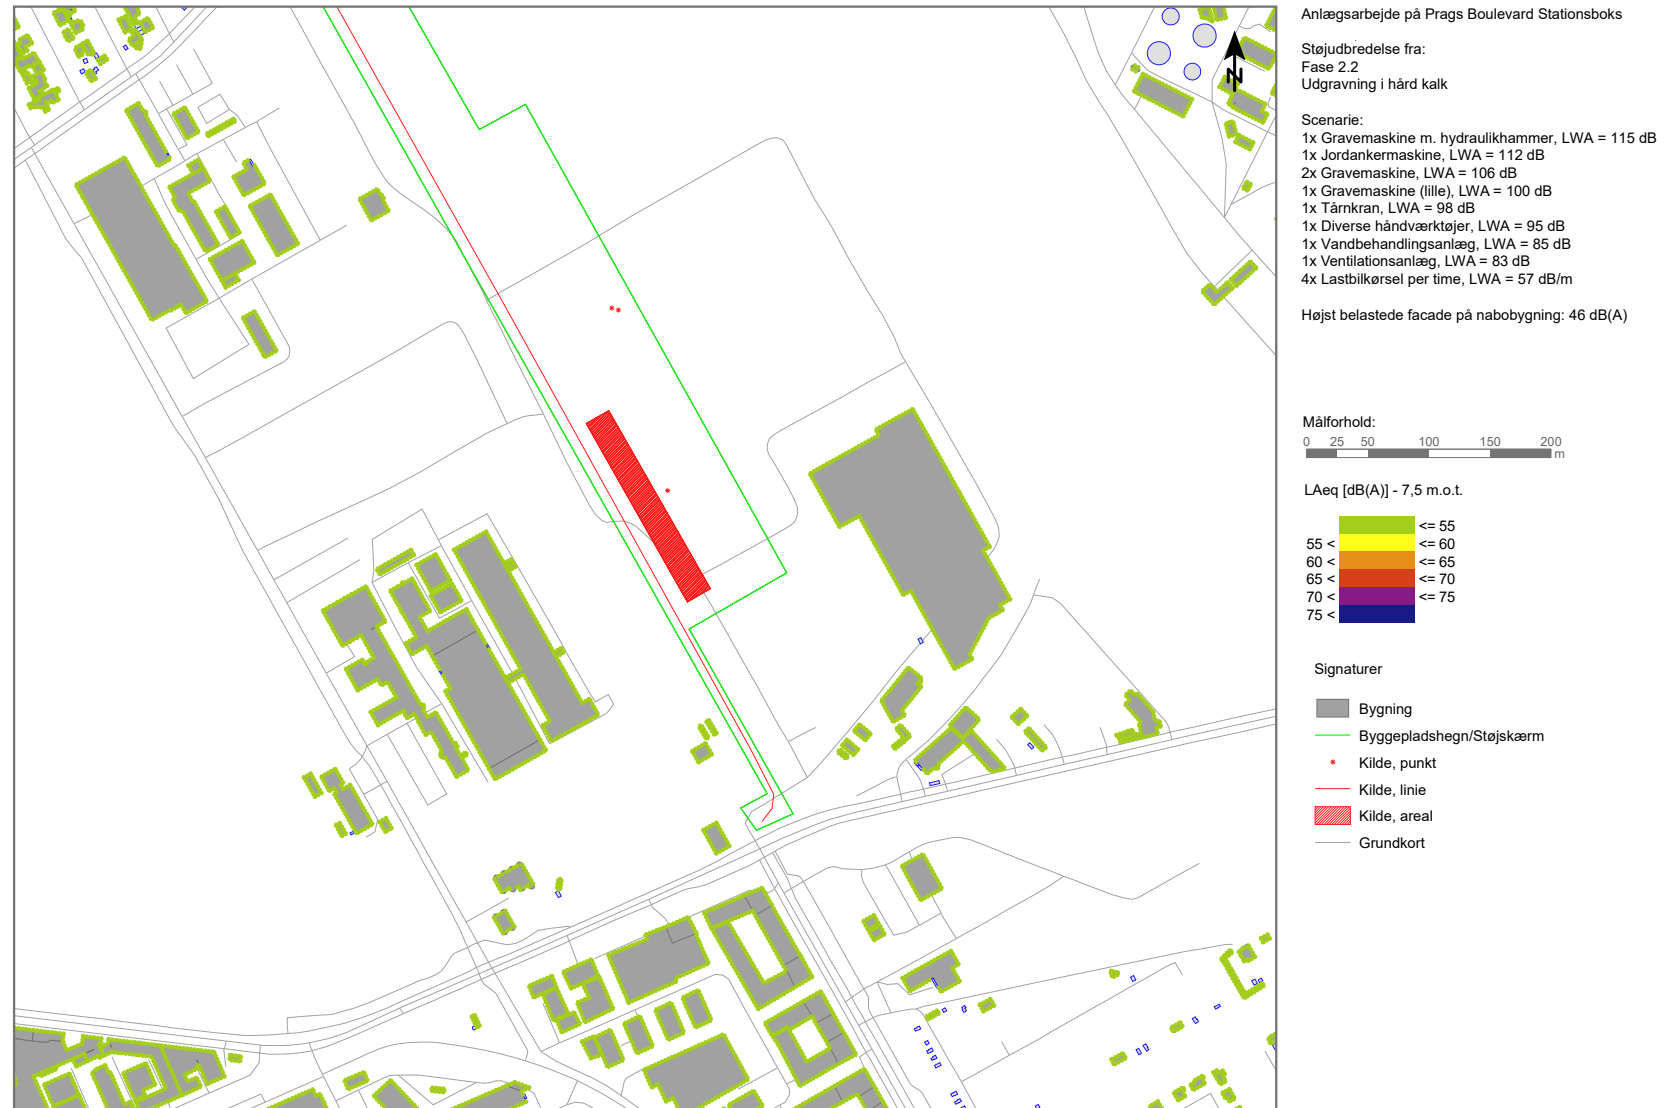 Anlægsarbejde på Prags Boulevard Stationsboks
Støjudbredelse fra:
Fase 2.2
Udgravning i hård kalk
Scenarie:
1x Gravemaskine m. hydraulikhammer, LWA = 115 dB
1x Jordankermaskine, LWA = 112 dB
2x Gravemaskine, LWA = 106 dB
1x Gravemaskine (lille), LWA = 100 dB
1x Tårnkran, LWA = 98 dB
1x Diverse håndværktøjer, LWA = 95 dB
1x Vandbehandlingsanlæg, LWA = 85 dB
1x Ventilationsanlæg, LWA = 83 dB
4x Lastbilkørsel per time, LWA = 57 dB/m
Højst belastede facade på nabobygning: 46 dB(A)
N
Målforhold:
0 25 50 100 150 200
m
LAeq [dB(A)] - 7,5 m.o.t.
<= 55
55 < <= 60
60 < <= 65
65 < <= 70
70 < <= 75
75 <
Signaturer
Bygning
Byggepladshegn/Støjskærm
Kilde, punkt
Kilde, linie
Kilde, areal
Grundkort